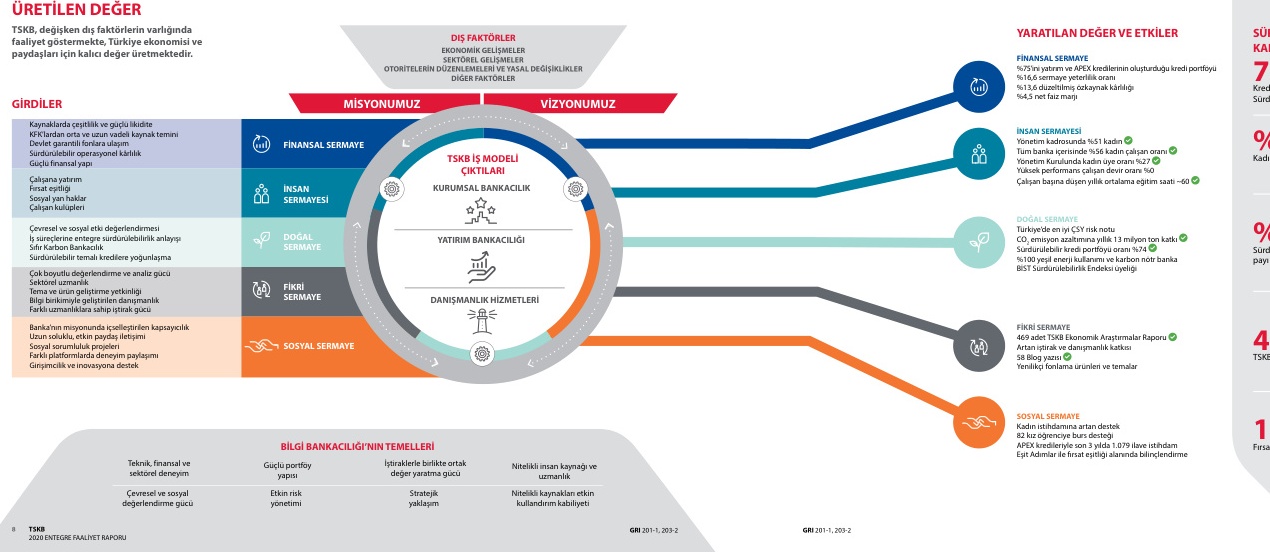 ÜRETİLEN DEĞER
TSKB, değişken dış faktörlerin varlığında
faaliyet göstermekte, Türkiye ekonomisi ve
paydaşları için kalıcı değer üretmektedir.
DIŞ FAKTÖRLER
EKONOMİK GELİŞMELER
SEKTÖREL GELİŞMELER
OTORİTELERİN DÜZENLEMELERİ VE YASAL DEĞİŞİKLİKLER
DİĞER FAKTÖRLER
MİSYONUMUZ
VİZYONUMUZ
GİRDİLER
Kaynaklarda çeşitlilik ve güçlü likidite
KFK'lardan orta ve uzun vadeli kaynak temini
Devlet garantili fonlara ulaşım
Sürdürülebilir operasyonel kârlılık
Güçlü finansal yapı
FİNANSAL SERMAYE
Çalışana yatırım
Fırsat eşitliği
Sosyal yan haklar
Çalışan kulüpleri
İNSAN
SERMAYESİ
Çevresel ve sosyal etki değerlendirmesi
İş süreçlerine entegre sürdürülebilirlik anlayışı
Sıfır Karbon Bankacılık
Sürdürülebilir temalı kredilere yoğunlaşma
DOĞAL
SERMAYE
Çok boyutlu değerlendirme ve analiz gücü
Sektörel uzmanlık
Tema ve ürün geliştirme yetkinliği
Bilgi birikimiyle geliştirilen danışmanlık
Farklı uzmanlıklara sahip iştirak gücü
FİKRİ
SERMAYE
Banka'nın misyonunda içselleştirilen kapsayıcılık
Uzun soluklu, etkin paydaş iletişimi
Sosyal sorumluluk projeleri
Farklı platformlarda deneyim paylaşımı
Girişimcilik ve inovasyona destek
SOSYAL SERMAYE
TSKB İŞ MODELİ
ÇIKTILARI
KURUMSAL BANKACILIK
YATIRIM BANKACILIĞI
DANIŞMANLIK HİZMETLERİ
BİLGİ BANKACILIĞI'NIN TEMELLERİ
Teknik, finansal ve
sektörel deneyim
Güçlü portföy
yapısı
İştiraklerle birlikte ortak
değer yaratma gücü
Nitelikli insan kaynağı ve
uzmanlık
Çevresel ve sosyal
değerlendirme gücü
Etkin risk
yönetimi
Stratejik
yaklaşım
Nitelikli kaynakları etkin
kullandırım kabiliyeti
8 TSKB
2020 ENTEGRE FAALİYET RAPORU
GRI 201-1, 203-2
GRI 201-1, 203-2
YARATILAN DEĞER VE ETKİLER
FİNANSAL SERMAYE
%75'ini yatırım ve APEX kredilerinin oluşturduğu kredi portföyü
%16,6 sermaye yeterlilik oranı
%13,6 düzeltilmiş özkaynak kârlılığı
%4,5 net faiz marjı
İNSAN SERMAYESİ
Yönetim kadrosunda %51 kadın
Tüm banka içerisinde %56 kadın çalışan oranı
Yönetim Kurulunda kadın üye oranı %27
Yüksek performans çalışan devir oranı %0
Çalışan başına düşen yıllık ortalama eğitim saati ~60
DOĞAL SERMAYE
Türkiye'de en iyi ÇSY risk notu
CO₂ emisyon azaltımına yıllık 13 milyon ton katkı
Sürdürülebilir kredi portföyü oranı %74
%100 yeşil enerji kullanımı ve karbon nötr banka
BIST Sürdürülebilirlik Endeksi üyeliği
FİKRİ SERMAYE
469 adet TSKB Ekonomik Araştırmalar Raporu
Artan iştirak ve danışmanlık katkısı
58 Blog yazısı
Yenilikçi fonlama ürünleri ve temalar
SOSYAL SERMAYE
Kadın istihdamına artan destek
82 kız öğrenciye burs desteği
APEX kredileriyle son 3 yılda 1.079 ilave istihdam
Eşit Adımlar ile fırsat eşitliği alanında bilinçlendirme
SÜR
KA
7
Kred
Sürd
%
Kadı
%
Sürd
payı
4
TSKB
1
Fırsa